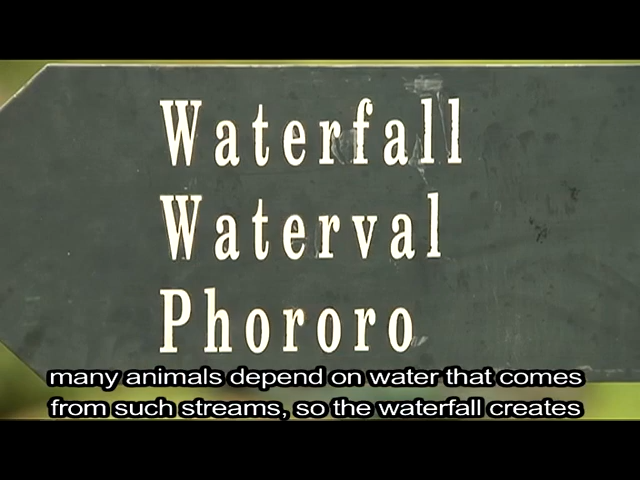 Waterfall
Waterval
Phororo
many animals depend on water that comes
from such streams, so the waterfall creates